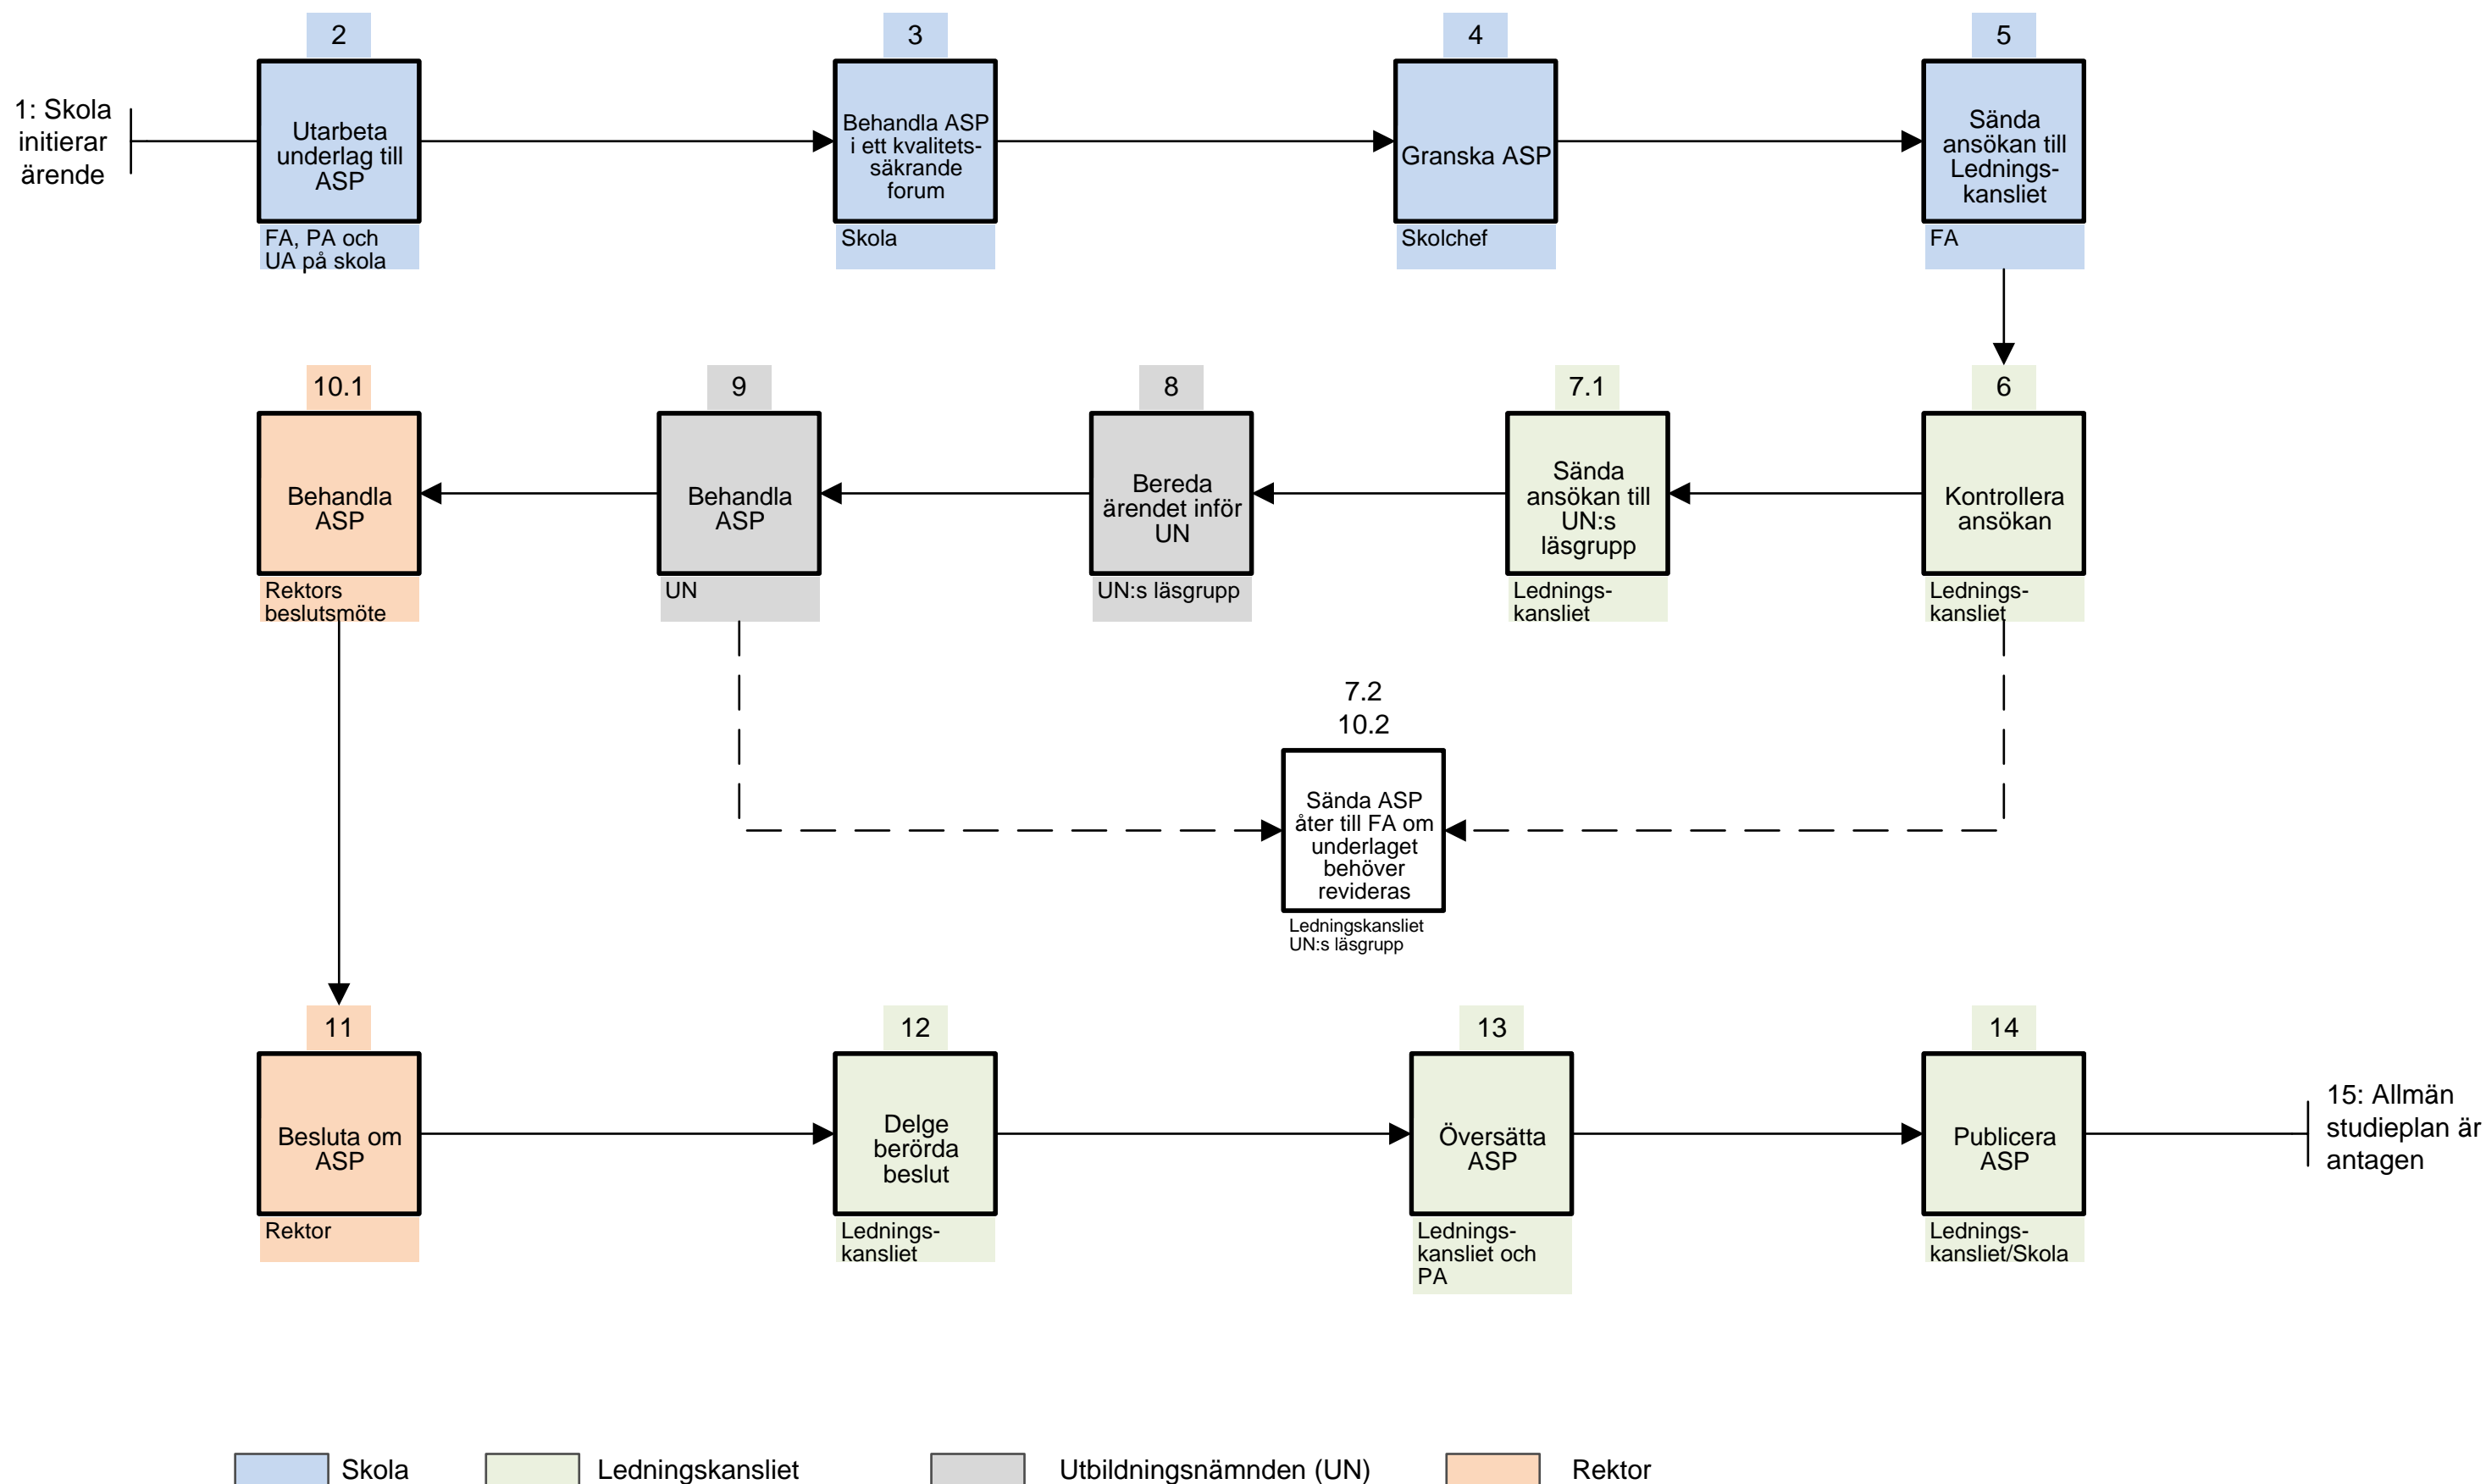 2
3
4
5
1: Skola
initierar
ärende
Utarbeta
underlag till
ASP
FA, PA och
UA på skola
Behandla ASP
i ett kvalitets-
säkrande
forum
Skola
Granska ASP
Skolchef
Sända
ansökan till
Lednings-
kansliet
FA
10.1
9
8
7.1
6
Behandla
ASP
Rektors
beslutsmöte
Behandla
ASP
UN
Bereda
ärendet inför
UN
UN:s läsgrupp
Sända
ansökan till
UN:s
läsgrupp
Lednings-
kansliet
Kontrollera
ansökan
Lednings-
kansliet
7.2
10.2
Sända ASP
åter till FA om
underlaget
behöver
revideras
Ledningskansliet
UN:s läsgrupp
11
12
13
14
Besluta om
ASP
Rektor
Delge
berörda
beslut
Lednings-
kansliet
Översätta
ASP
Lednings-
kansliet och
PA
Publicera
ASP
Lednings-
kansliet/Skola
15: Allmän
studieplan är
antagen
Skola
Ledningskansliet
Utbildningsnämnden (UN)
Rektor